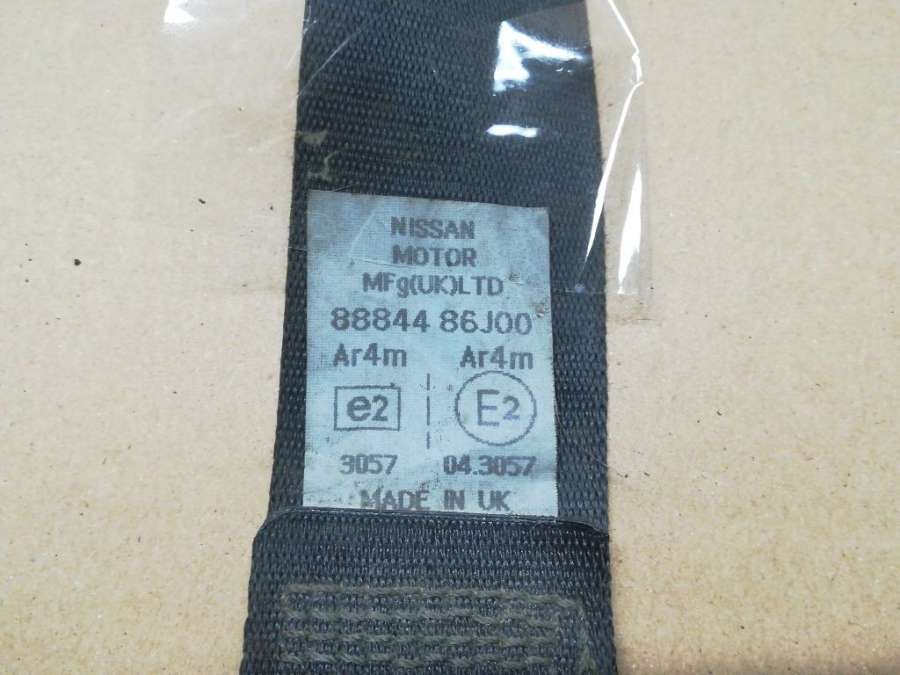 NISSAN
MOTOR
MFg(UK)LTD
88844 86J00
Ar4m Ar4m
e2 E2
3057 04.3057
MADE IN UK